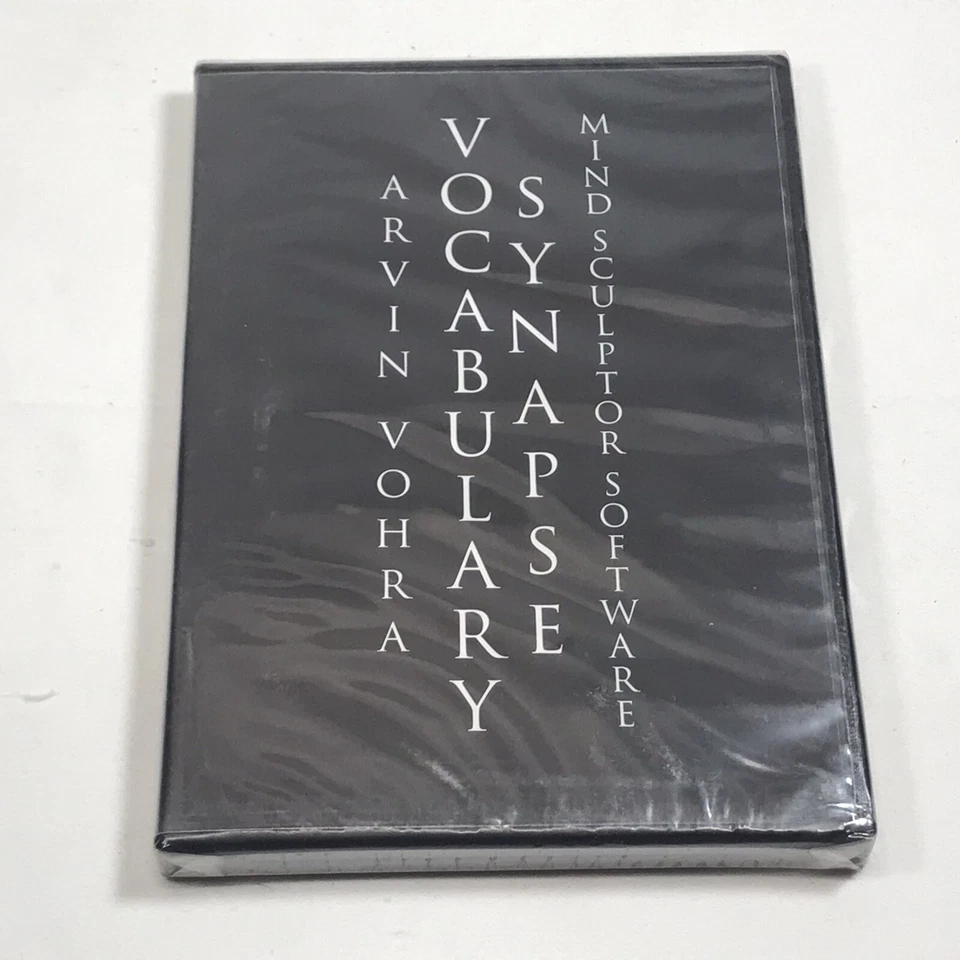 ARVIN VOHRA
VOCABULARY
SYNAPSE
MIND SCULPTOR SOFTWARE